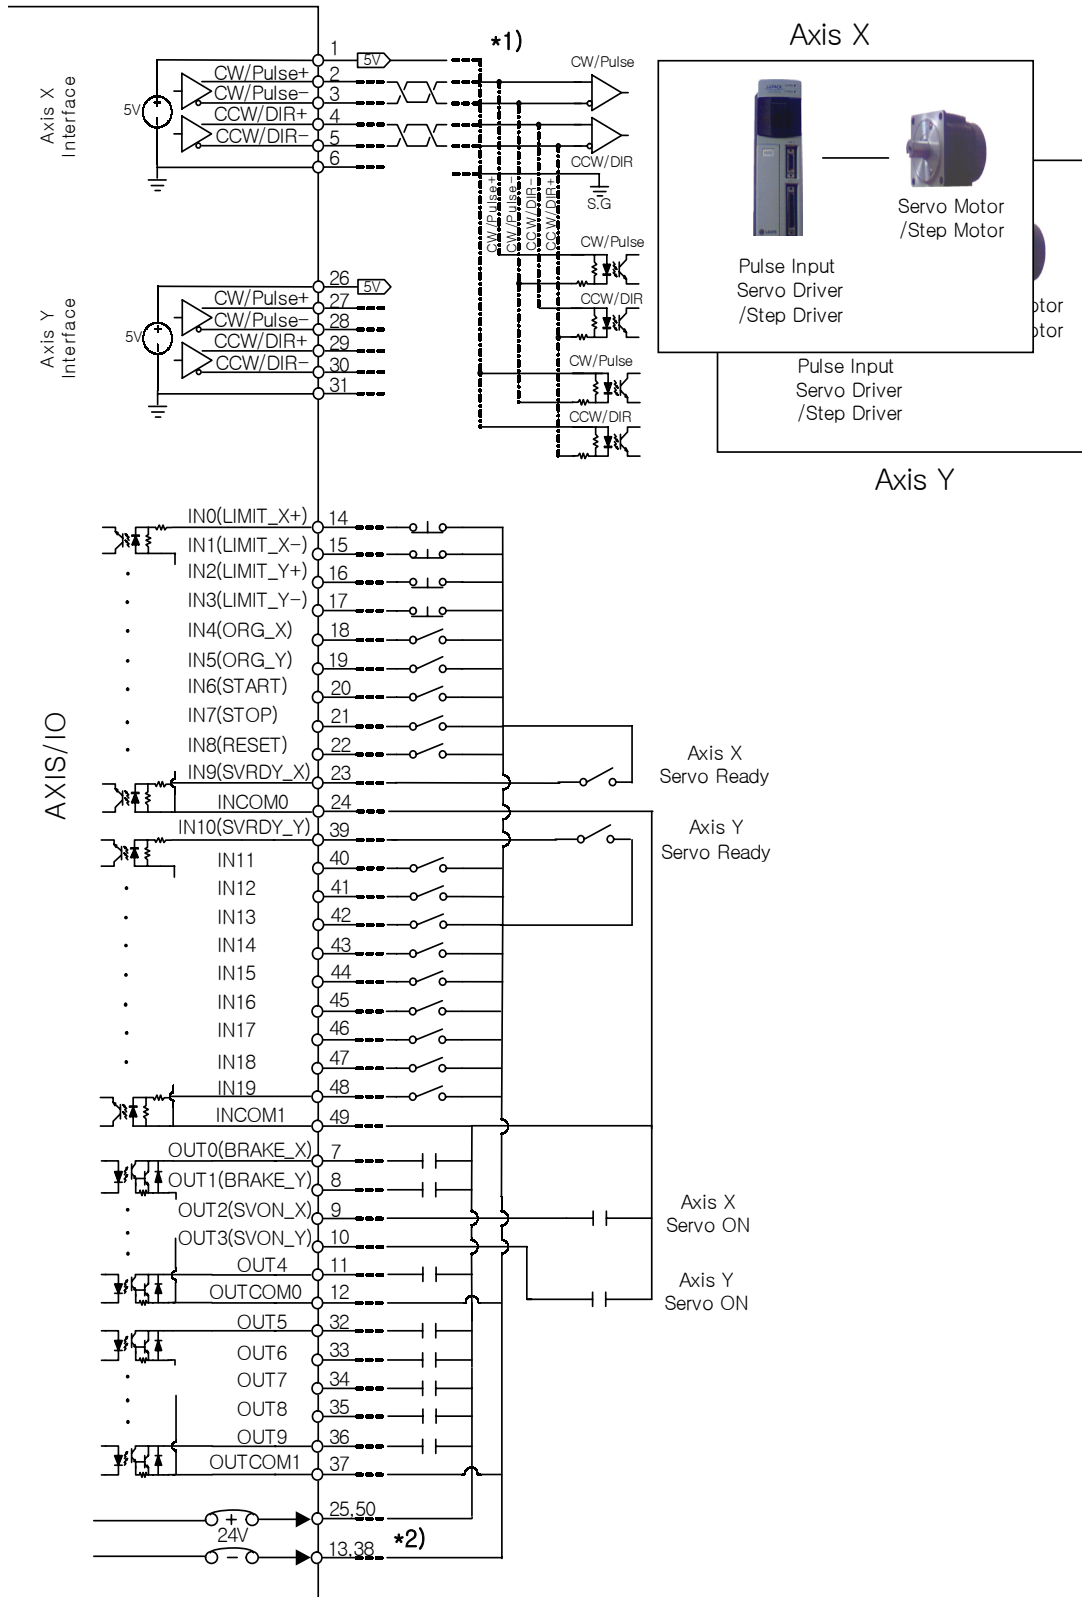 *1)
Axis X
Axis X
Interface
5V
CW/Pulse+
CW/Pulse-
CCW/DIR+
CCW/DIR-
1
2
3
4
5
6
5V
CW/Pulse
CCW/DIR
S.G
CW/Pulse+
CW/Pulse-
CCW/DIR-
CCW/DIR+
CW/Pulse
CCW/DIR
CW/Pulse
CCW/DIR
Servo Motor
/Step Motor
Pulse Input
Servo Driver
/Step Driver
otor
otor
Pulse Input
Servo Driver
/Step Driver
Axis Y
Axis Y
Interface
5V
CW/Pulse+
CW/Pulse-
CCW/DIR+
CCW/DIR-
26
27
28
29
30
31
5V
AXIS/IO
IN0(LIMIT_X+) 14
IN1(LIMIT_X-) 15
IN2(LIMIT_Y+) 16
IN3(LIMIT_Y-) 17
IN4(ORG_X) 18
IN5(ORG_Y) 19
IN6(START) 20
IN7(STOP) 21
IN8(RESET) 22
IN9(SVRDY_X) 23
Axis X
Servo Ready
INCOM0 24
IN10(SVRDY_Y) 39
Axis Y
Servo Ready
IN11 40
IN12 41
IN13 42
IN14 43
IN15 44
IN16 45
IN17 46
IN18 47
IN19 48
INCOM1 49
OUT0(BRAKE_X) 7
OUT1(BRAKE_Y) 8
OUT2(SVON_X) 9
Axis X
Servo ON
OUT3(SVON_Y) 10
OUT4 11
Axis Y
Servo ON
OUTCOM0 12
OUT5 32
OUT6 33
OUT7 34
OUT8 35
OUT9 36
OUTCOM1 37
+ 25,50
24V
- 13,38 *2)